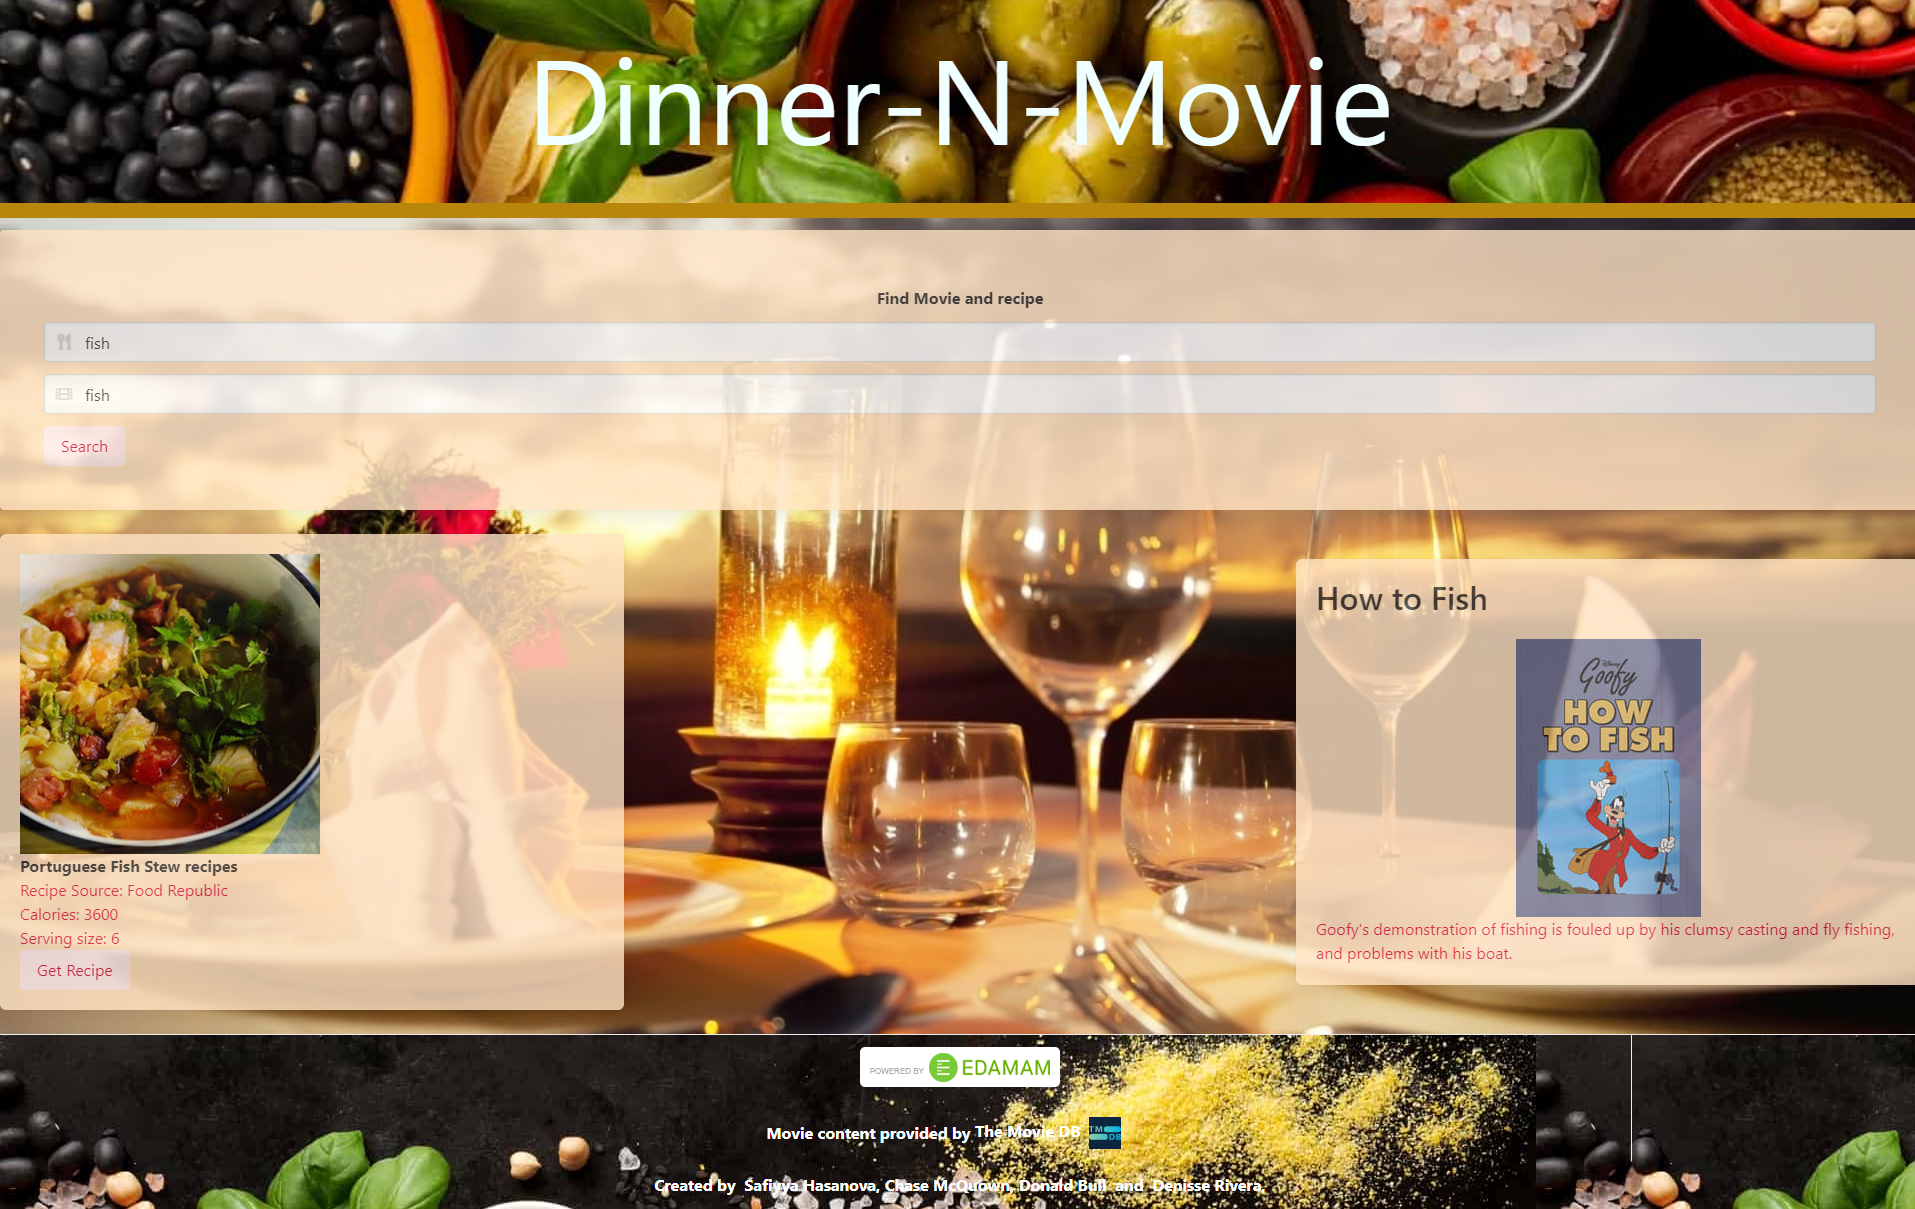 Dinner-N-Movie
Find Movie and recipe
fish
fish
Search
Portuguese Fish Stew recipes
Recipe Source: Food Republic
Calories: 3600
Serving size: 6
Get Recipe
How to Fish
Disney
Goofy
HOW
TO FISH
Goofy's demonstration of fishing is fouled up by his clumsy casting and fly fishing,
and problems with his boat.
POWERED BY EDAMAM
Movie content provided by The Movie DB
TM
DB
Created by Safiyya Hasanova, Chase McQuown, Donald Bull and Denisse Rivera.